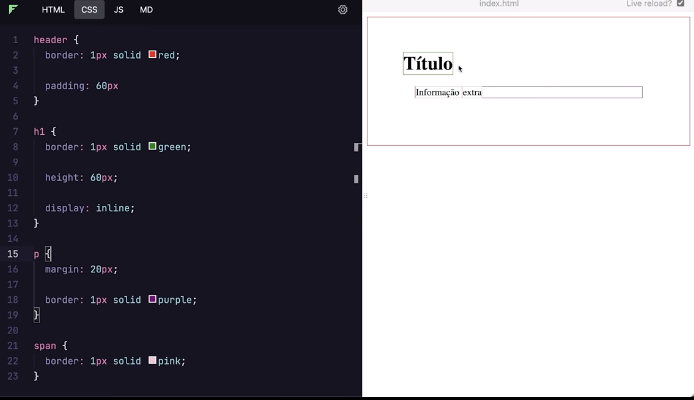 HTML CSS JS MD
index.html
Live reload?
1 header {
2 border: 1px solid red;
3
4 padding: 60px
5 }
6
7 h1 {
8 border: 1px solid green;
9
10 height: 60px;
11
12 display: inline;
13 }
14
15 p {
16 margin: 20px;
17
18 border: 1px solid purple;
19 }
20
21 span {
22 border: 1px solid pink;
23 }
Título
Informação extra